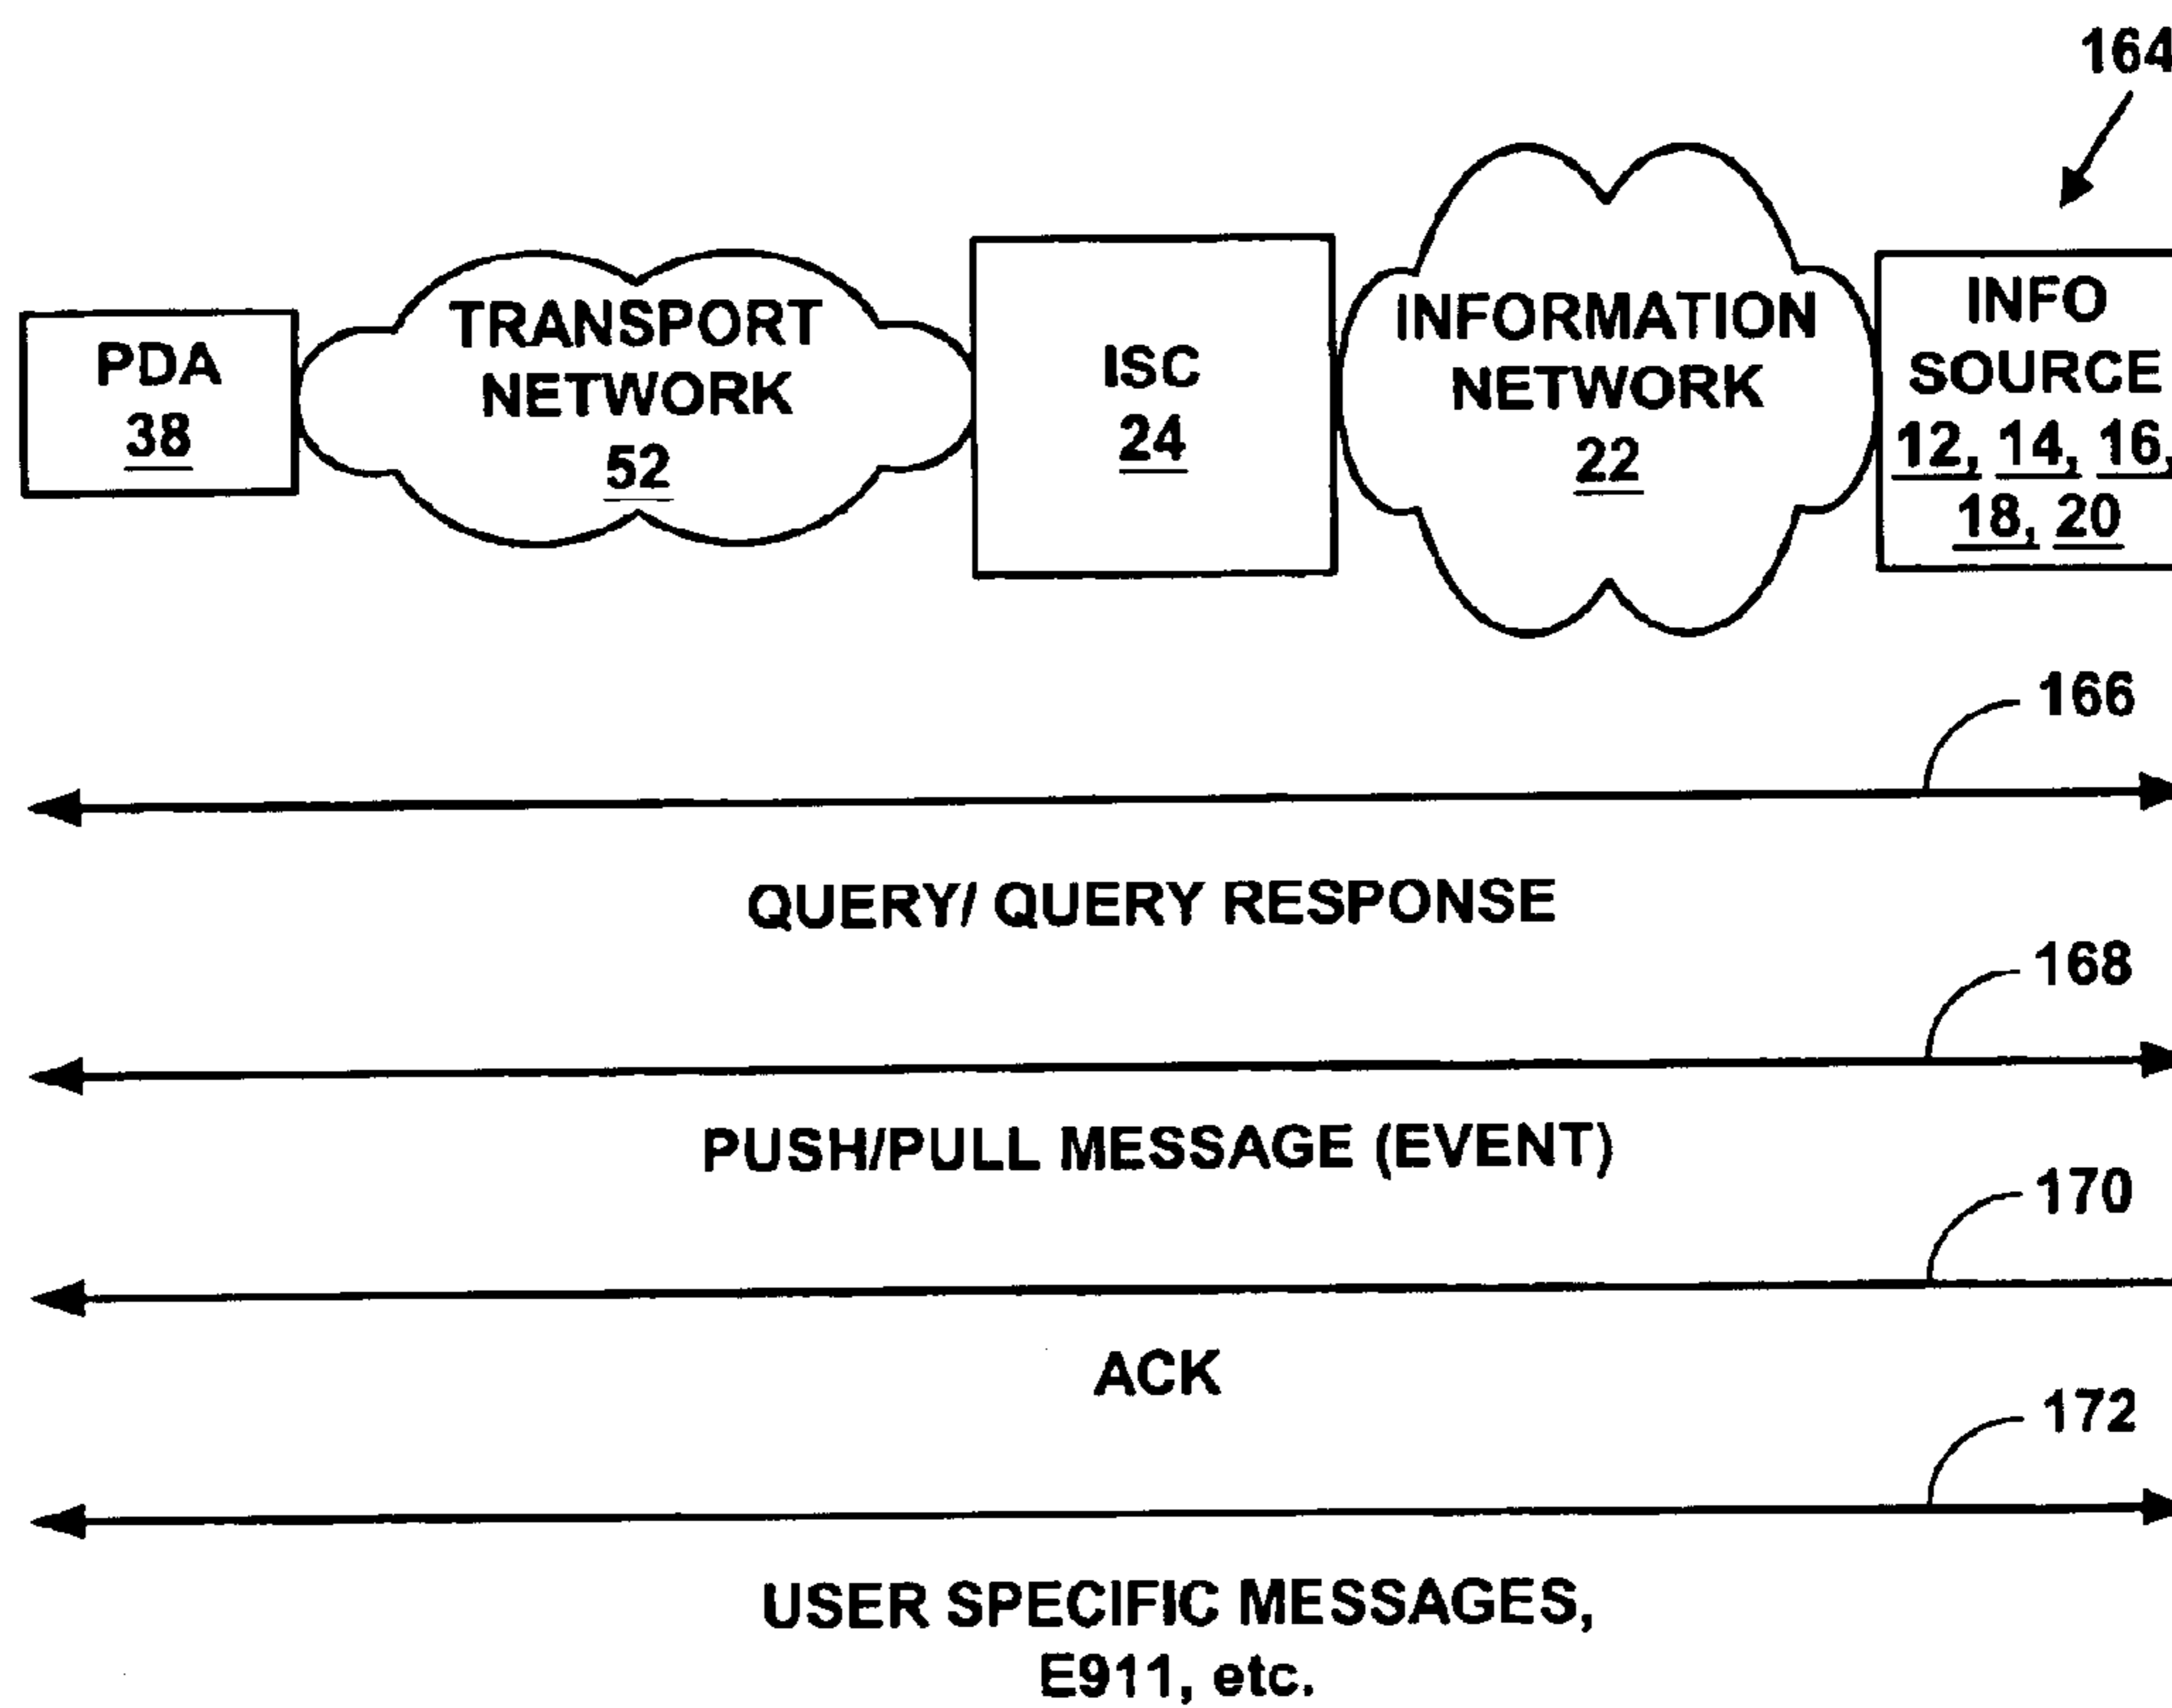 164
PDA
38
TRANSPORT
NETWORK
52
ISC
24
INFORMATION
NETWORK
22
INFO
SOURCE
12, 14, 16,
18, 20
166
QUERY/ QUERY RESPONSE
168
PUSH/PULL MESSAGE (EVENT)
170
ACK
172
USER SPECIFIC MESSAGES,
E911, etc.